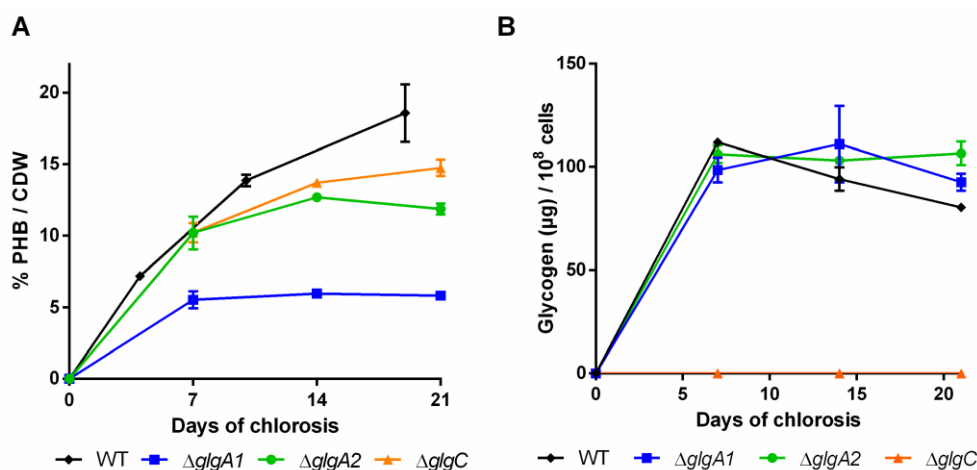 A
% PHB / CDW
20
15
10
5
0
0 7 14 21
Days of chlorosis
WT ΔglgA1 ΔglgA2 ΔglgC
B
Glycogen (µg) / 10⁸ cells
150
100
50
0
0 5 10 15 20
Days of chlorosis
WT ΔglgA1 ΔglgA2 ΔglgC